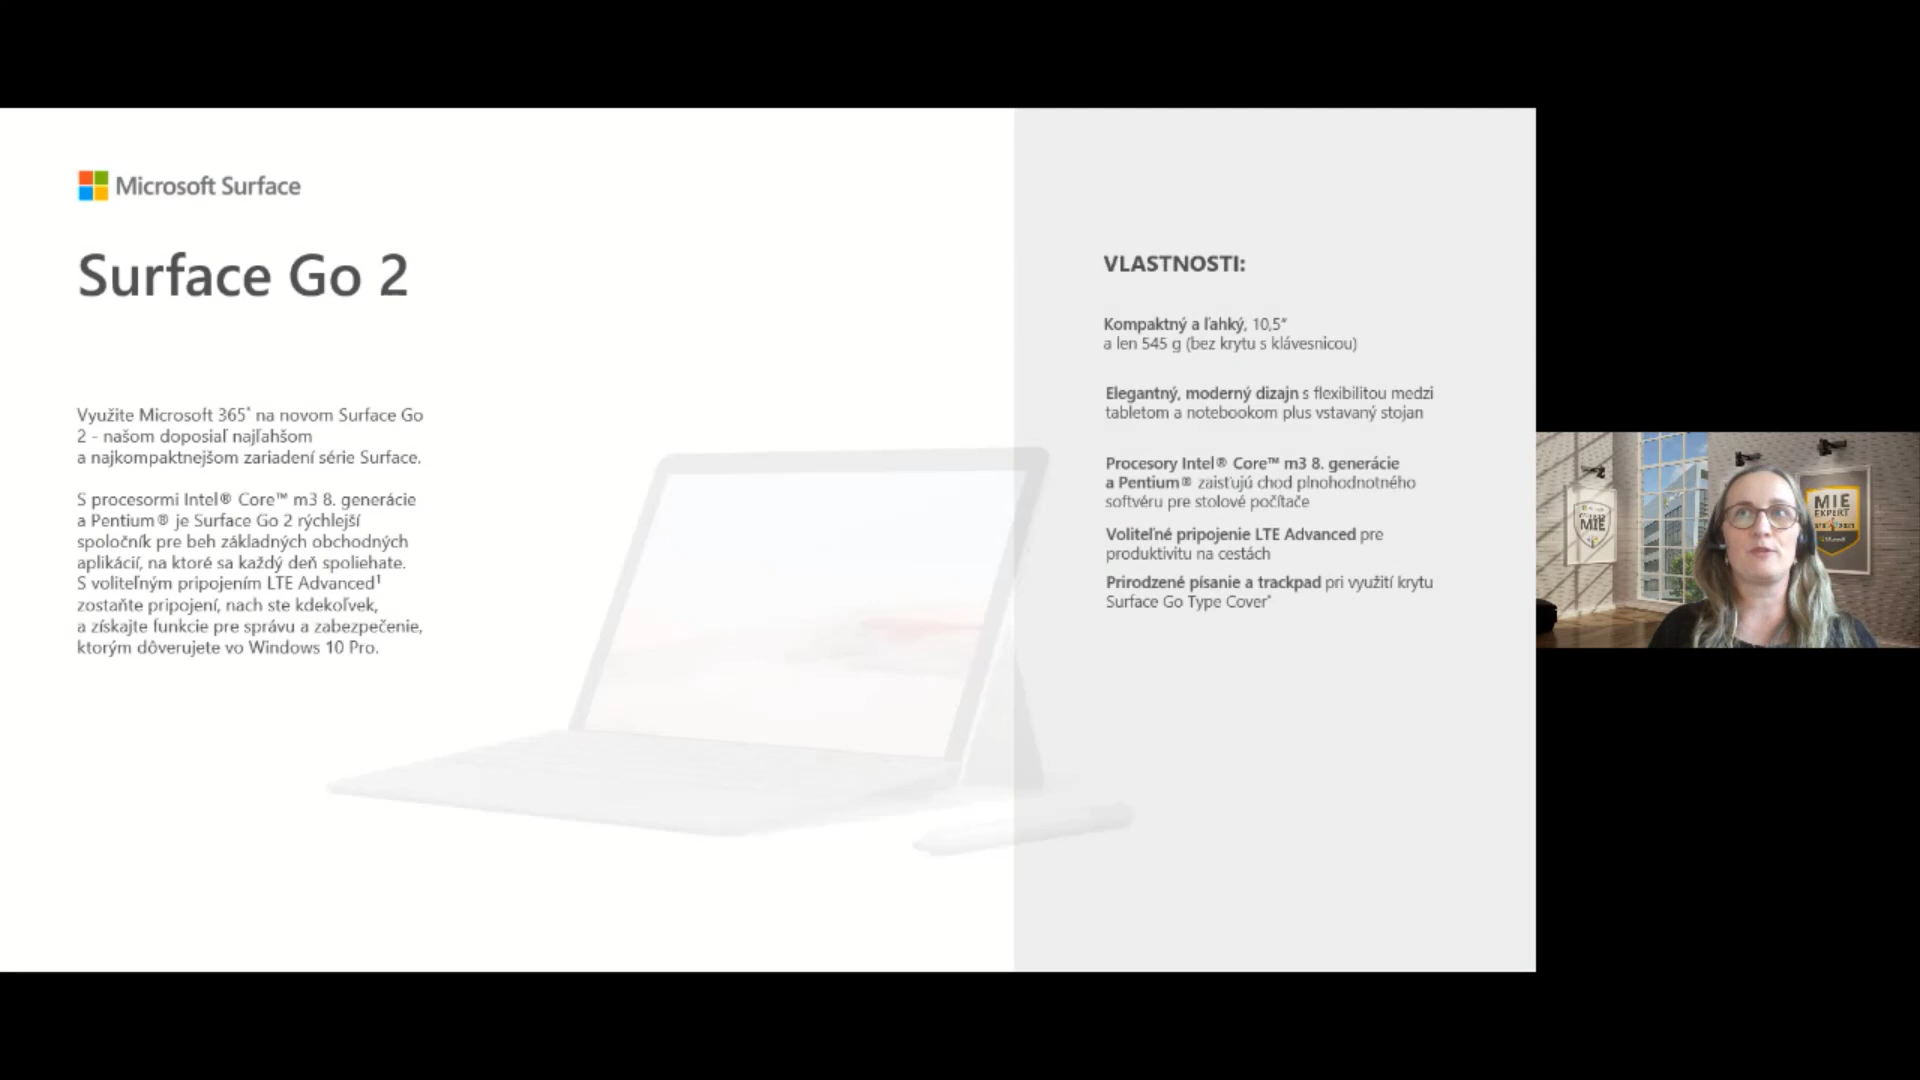 Microsoft Surface
Surface Go 2
Využite Microsoft 365* na novom Surface Go
2 - našom doposiaľ najľahšom
a najkompaktnejšom zariadení série Surface.
S procesormi Intel® Core™ m3 8. generácie
a Pentium® je Surface Go 2 rýchlejší
spoločník pre beh základných obchodných
aplikácií, na ktoré sa každý deň spoliehate.
S voliteľným pripojením LTE Advanced¹
zostaňte pripojení, nach ste kdekoľvek,
a získajte funkcie pre správu a zabezpečenie,
ktorým dôverujete vo Windows 10 Pro.
VLASTNOSTI:
Kompaktný a ľahký, 10,5“
a len 545 g (bez krytu s klávesnicou)
Elegantný, moderný dizajn s flexibilitou medzi
tabletom a notebookom plus vstavaný stojan
Procesory Intel® Core™ m3 8. generácie
a Pentium® zaisťujú chod plnohodnotného
softvéru pre stolové počítače
Voliteľné pripojenie LTE Advanced pre
produktivitu na cestách
Prirodzené písanie a trackpad pri využití krytu
Surface Go Type Cover*
MIE
MIE
EXPERT